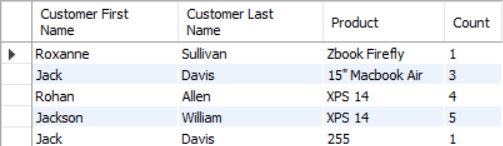 Customer First Name Customer Last Name Product Count
Roxanne Sullivan Zbook Firefly 1
Jack Davis 15" Macbook Air 3
Rohan Allen XPS 14 4
Jackson William XPS 14 5
Jack Davis 255 1